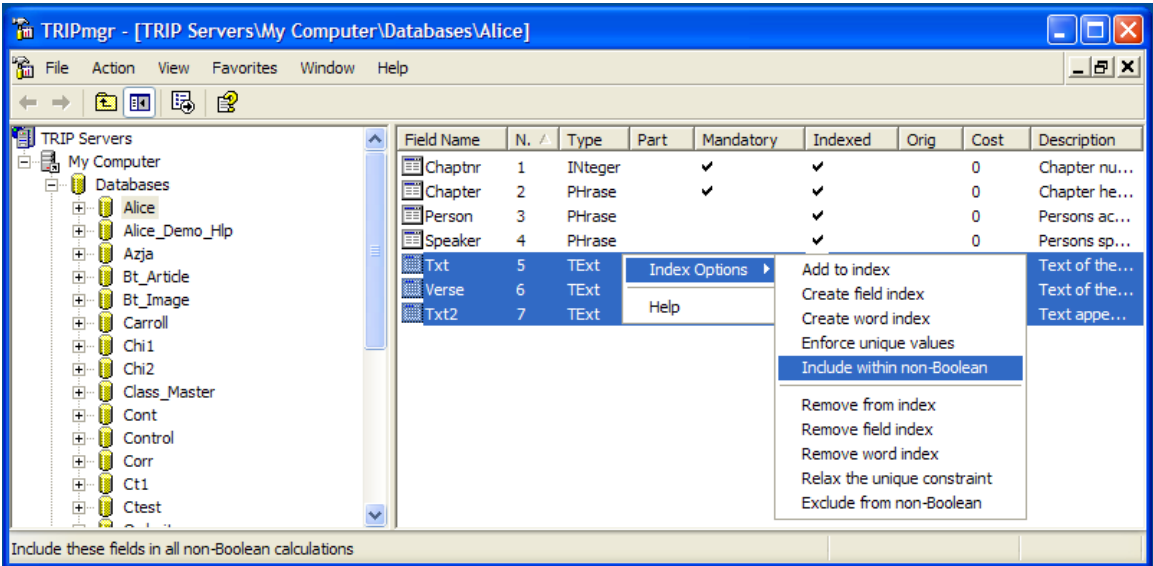 TRIPmgr - [TRIP Servers\My Computer\Databases\Alice]
File Action View Favorites Window Help
TRIP Servers
My Computer
Databases
Alice
Alice_Demo_Hlp
Azja
Bt_Article
Bt_Image
Carroll
Chi1
Chi2
Class_Master
Cont
Control
Corr
Ct1
Ctest
Field Name N. Type Part Mandatory Indexed Orig Cost Description
Chaptnr 1 INteger ✔ ✔ 0 Chapter nu...
Chapter 2 PHrase ✔ ✔ 0 Chapter he...
Person 3 PHrase ✔ 0 Persons ac...
Speaker 4 PHrase ✔ 0 Persons sp...
Txt 5 TExt Text of the...
Verse 6 TExt Text of the...
Txt2 7 TExt Text appe...
Index Options
Help
Add to index
Create field index
Create word index
Enforce unique values
Include within non-Boolean
Remove from index
Remove field index
Remove word index
Relax the unique constraint
Exclude from non-Boolean
Include these fields in all non-Boolean calculations